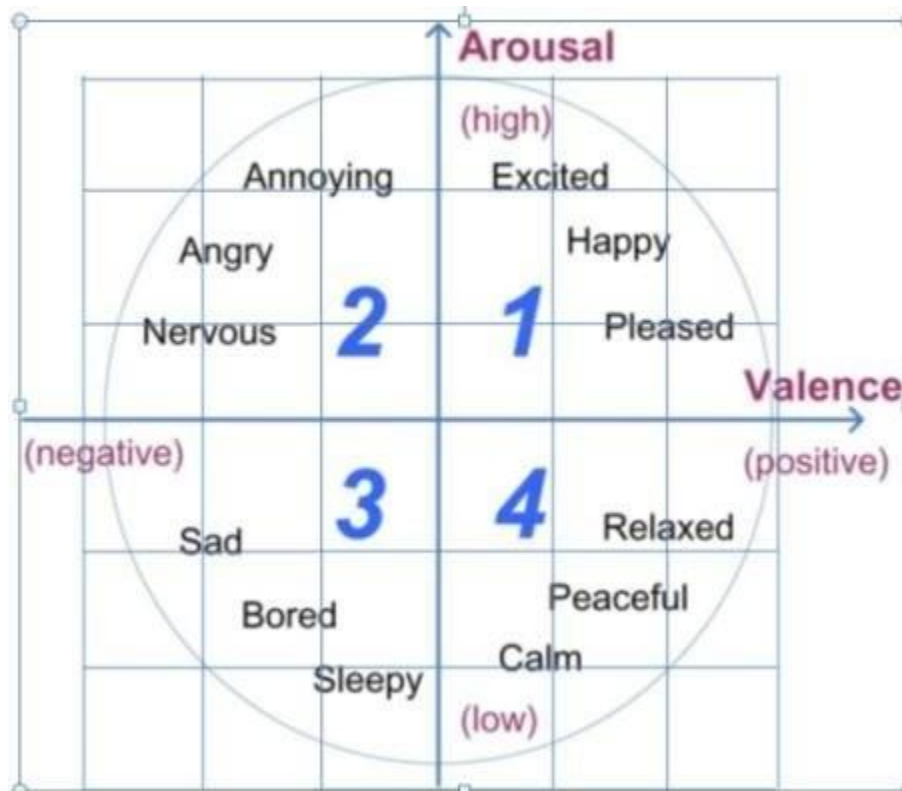 Arousal
(high)
Annoying Excited
Angry Happy
2 1
Nervous Pleased
Valence
(negative) (positive)
3 4
Sad Relaxed
Bored Peaceful
Sleepy Calm
(low)